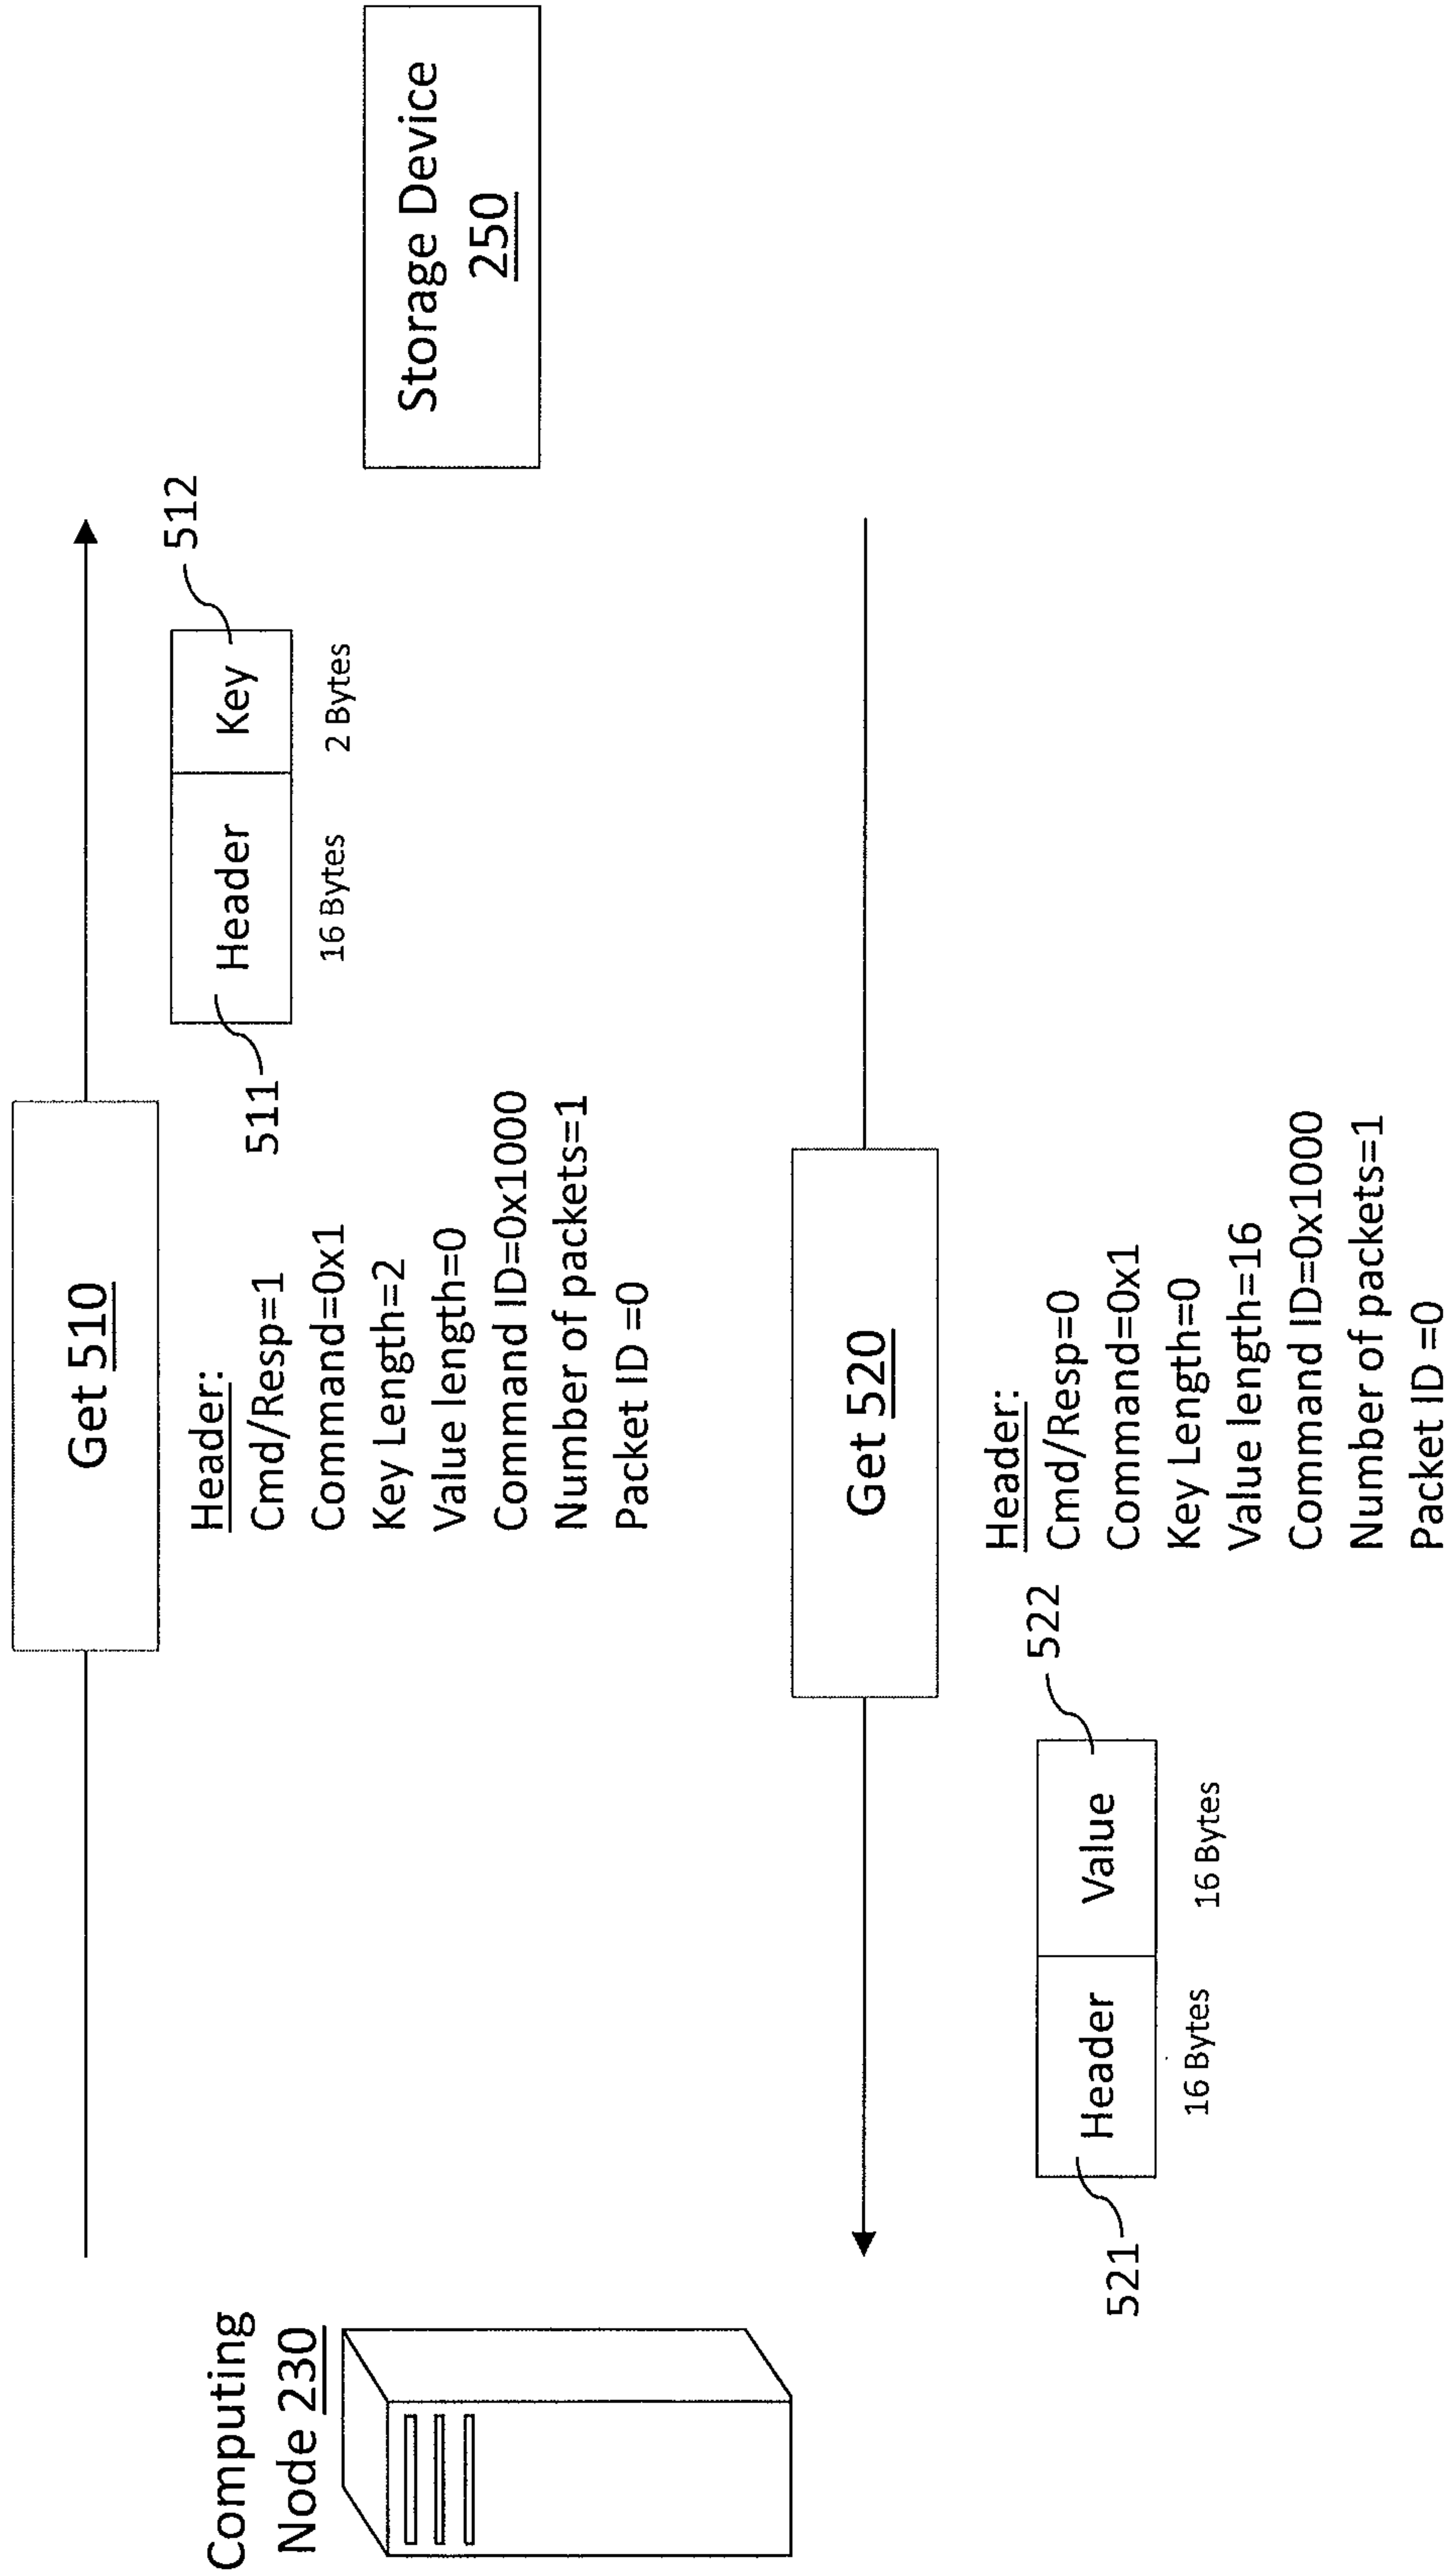 Get 510
Computing
Node 230
Header:
Cmd/Resp=1
Command=0x1
Key Length=2
Value length=0
Command ID=0x1000
Number of packets=1
Packet ID =0
511
Header
Key
512
16 Bytes
2 Bytes
Storage Device
250
Get 520
521
Header
Value
522
16 Bytes
16 Bytes
Header:
Cmd/Resp=0
Command=0x1
Key Length=0
Value length=16
Command ID=0x1000
Number of packets=1
Packet ID =0